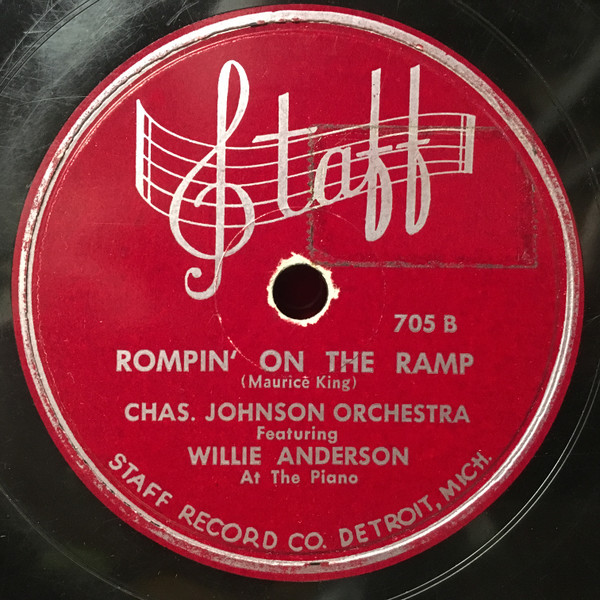 Staff
705 B
ROMPIN' ON THE RAMP
(Maurice King)
CHAS. JOHNSON ORCHESTRA
Featuring
WILLIE ANDERSON
At The Piano
STAFF RECORD CO. DETROIT, MICH.